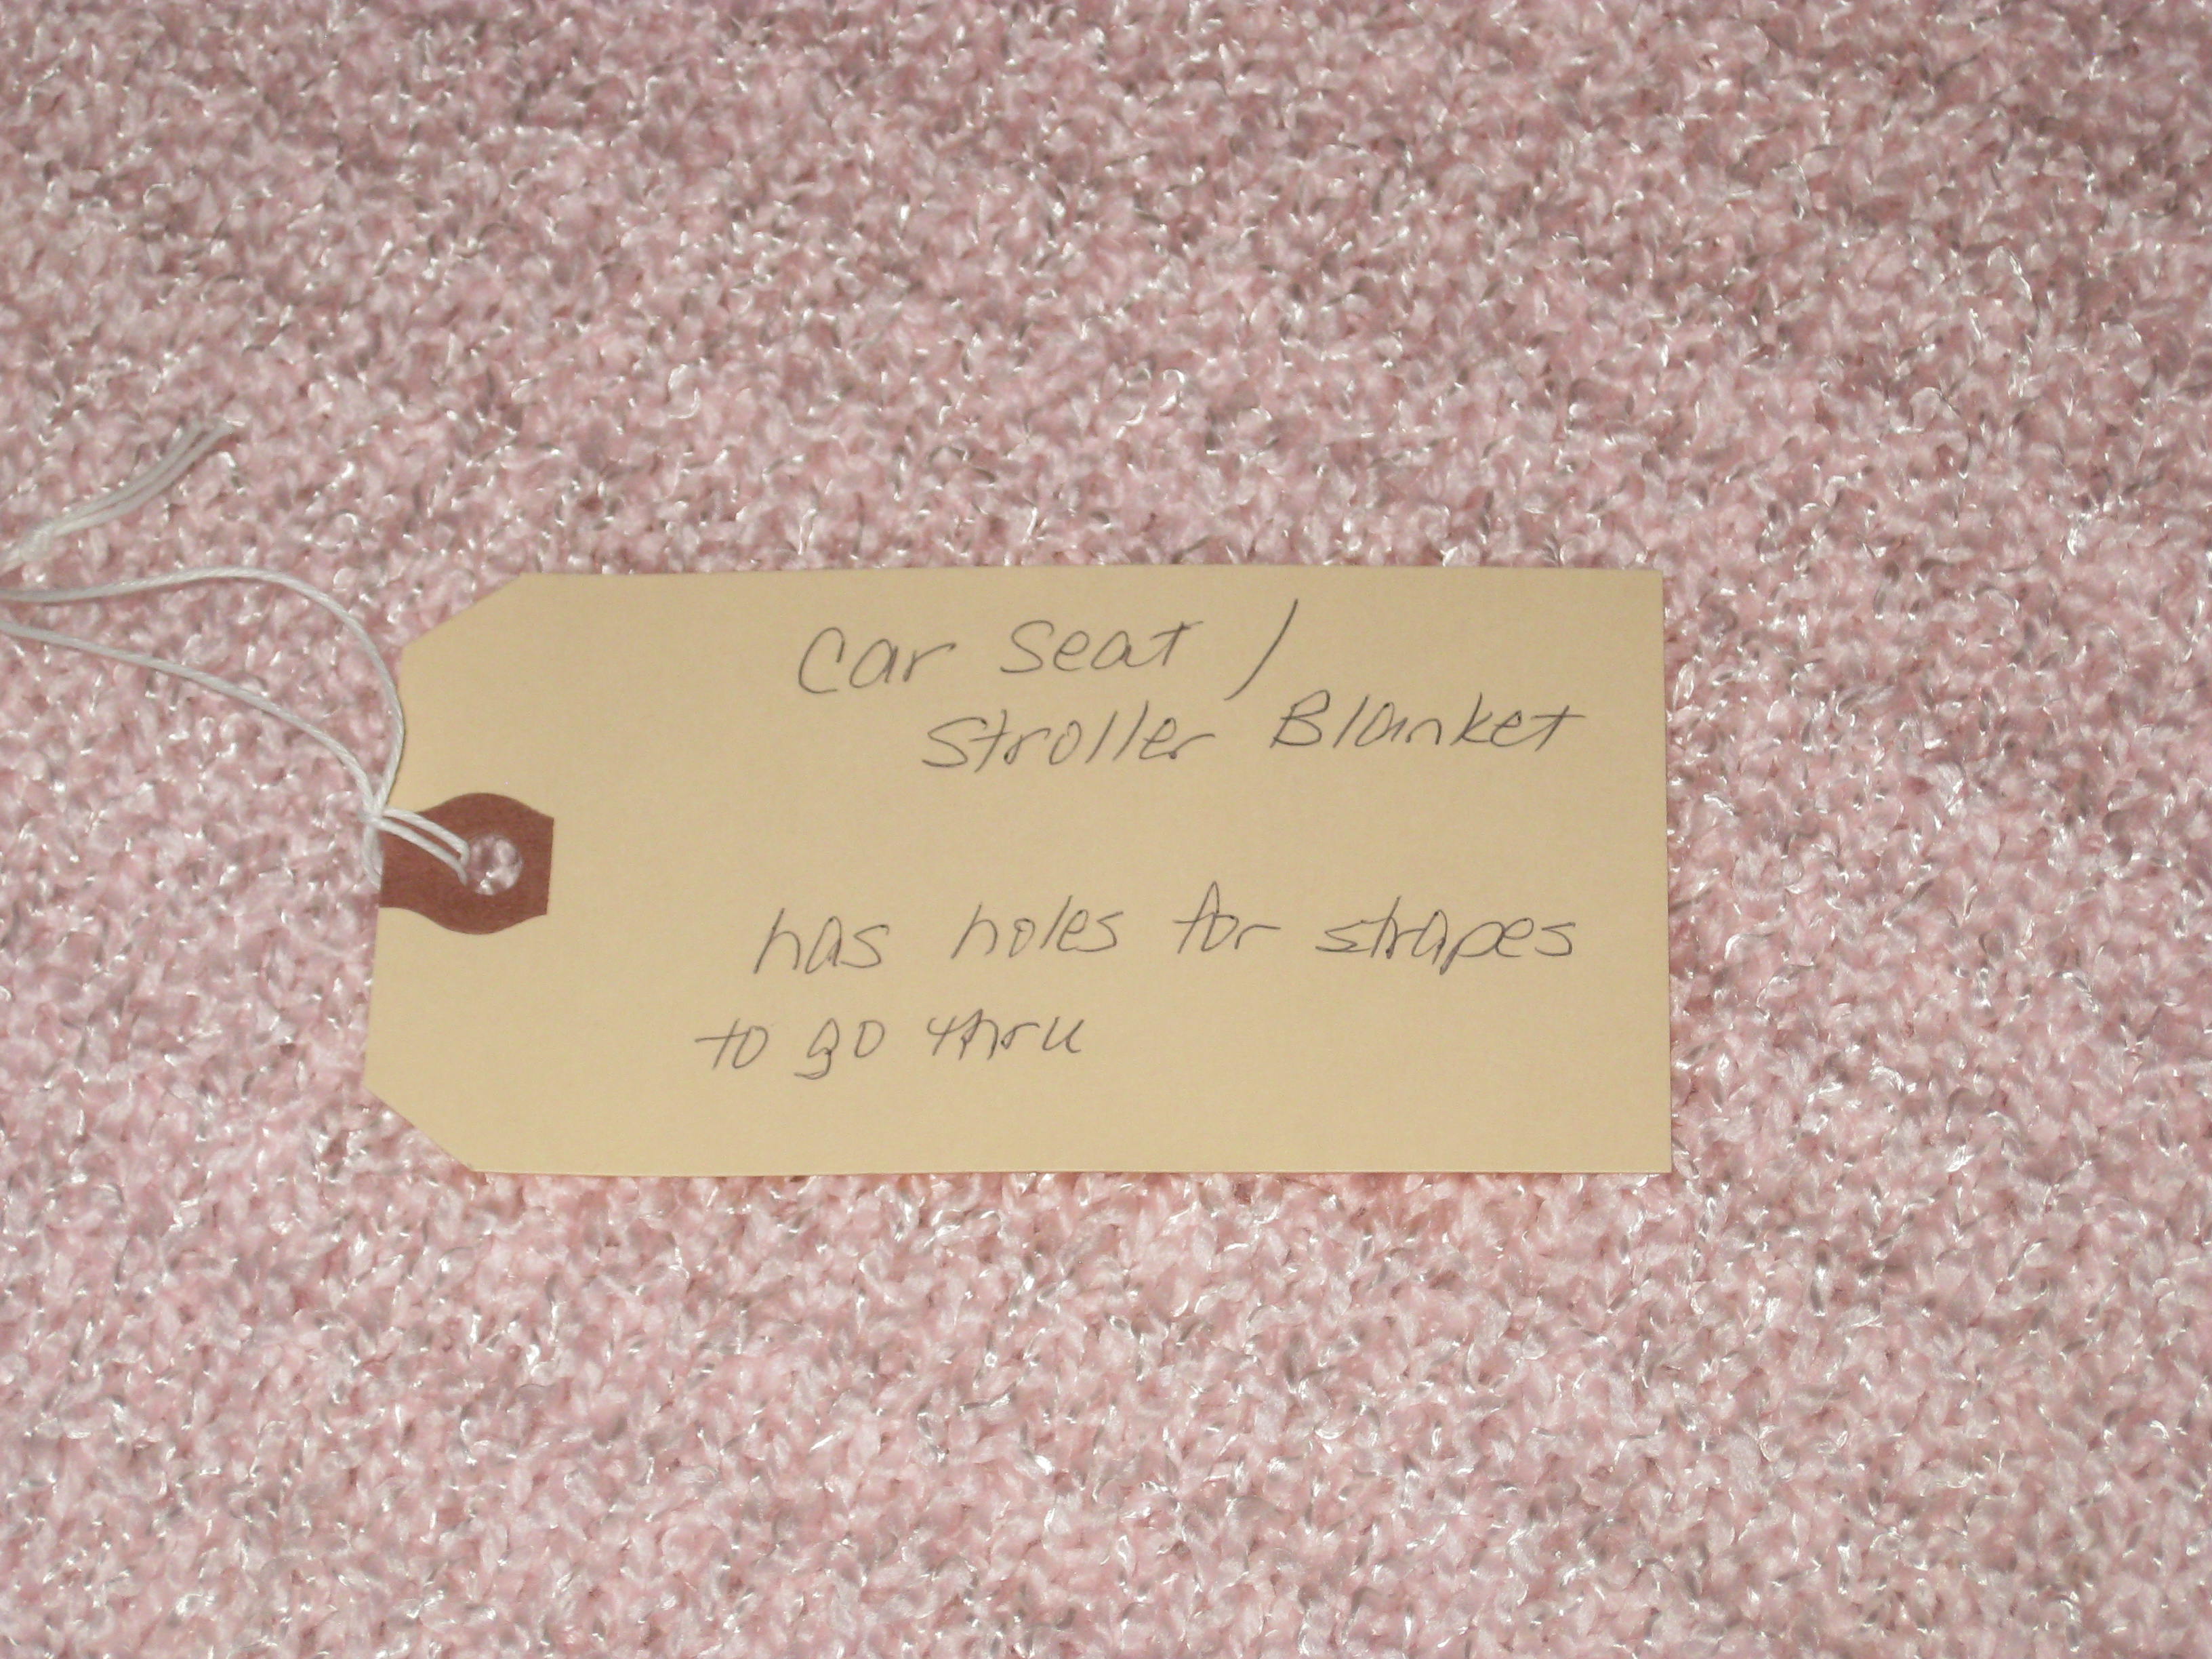 Car Seat /
Stroller Blanket
has holes for strapes
to go thru